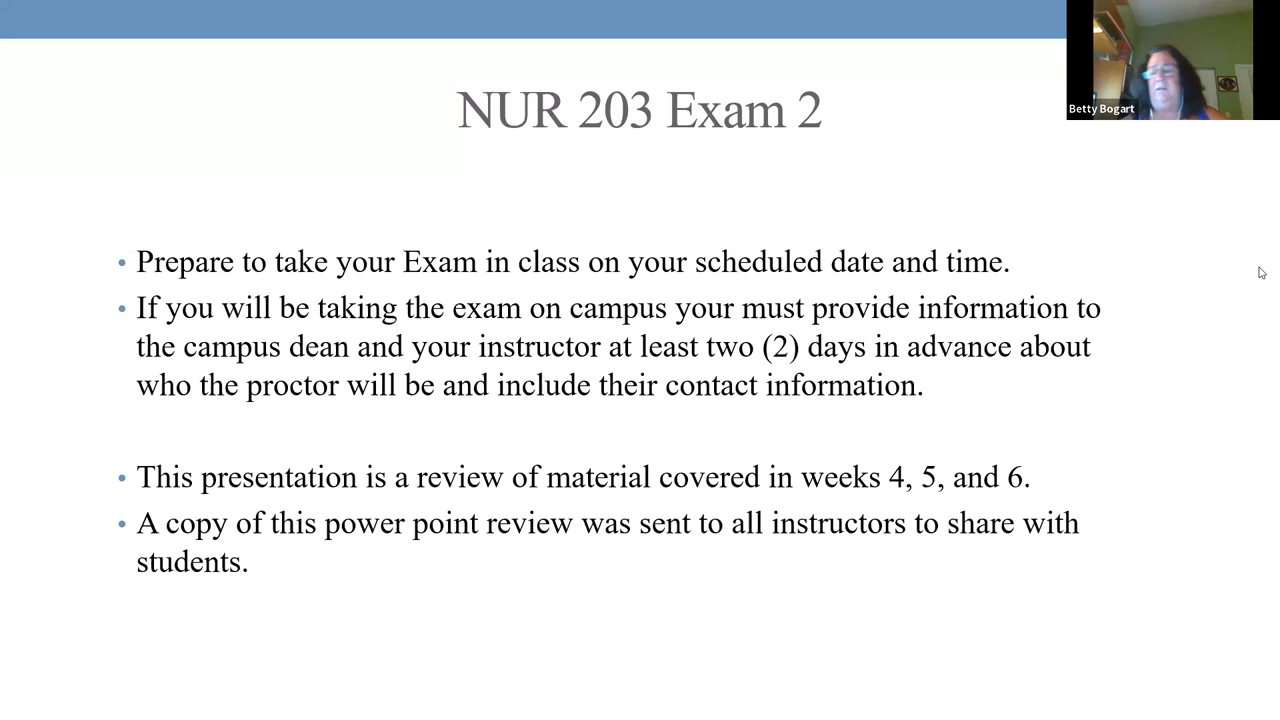 NUR 203 Exam 2
Betty Bogart
• Prepare to take your Exam in class on your scheduled date and time.
• If you will be taking the exam on campus your must provide information to
the campus dean and your instructor at least two (2) days in advance about
who the proctor will be and include their contact information.
• This presentation is a review of material covered in weeks 4, 5, and 6.
• A copy of this power point review was sent to all instructors to share with
students.